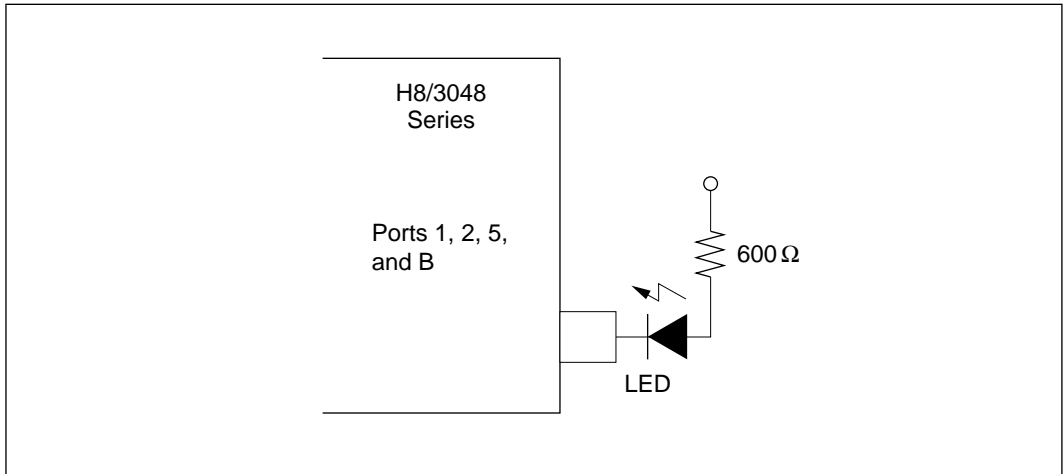 H8/3048
Series
Ports 1, 2, 5,
and B
600 Ω
LED